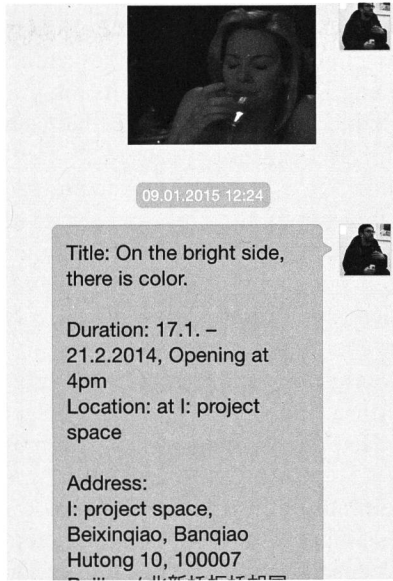 09.01.2015 12:24
Title: On the bright side,
there is color.
Duration: 17.1. –
21.2.2014, Opening at
4pm
Location: at I: project
space
Address:
I: project space,
Beixinqiao, Banqiao
Hutong 10, 100007